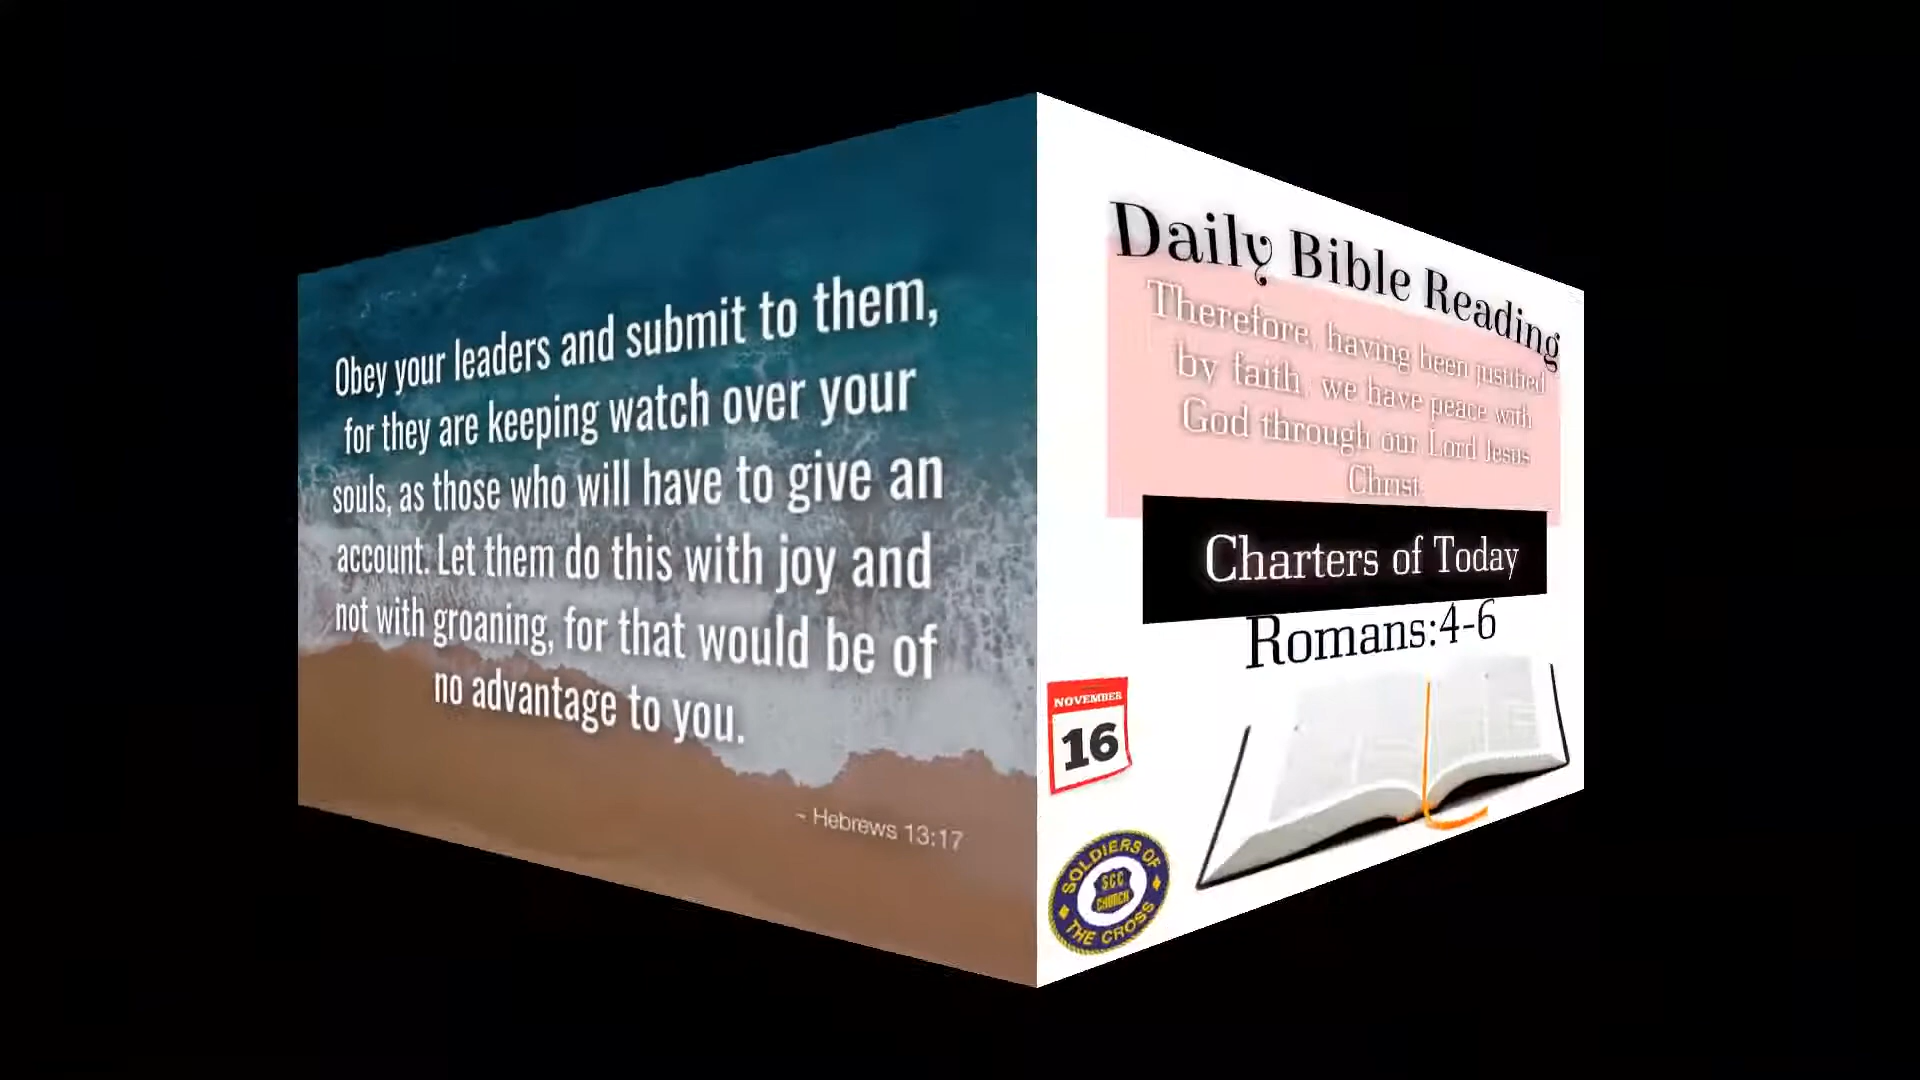 Obey your leaders and submit to them,
for they are keeping watch over your
souls, as those who will have to give an
account. Let them do this with joy and
not with groaning, for that would be of
no advantage to you.
~ Hebrews 13:17
Daily Bible Reading
Therefore, having been justified
by faith, we have peace with
God through our Lord Jesus
Christ
Charters of Today
Romans:4-6
NOVEMBER
16
SOLDIERS OF
SCC
CHURCH
THE CROSS